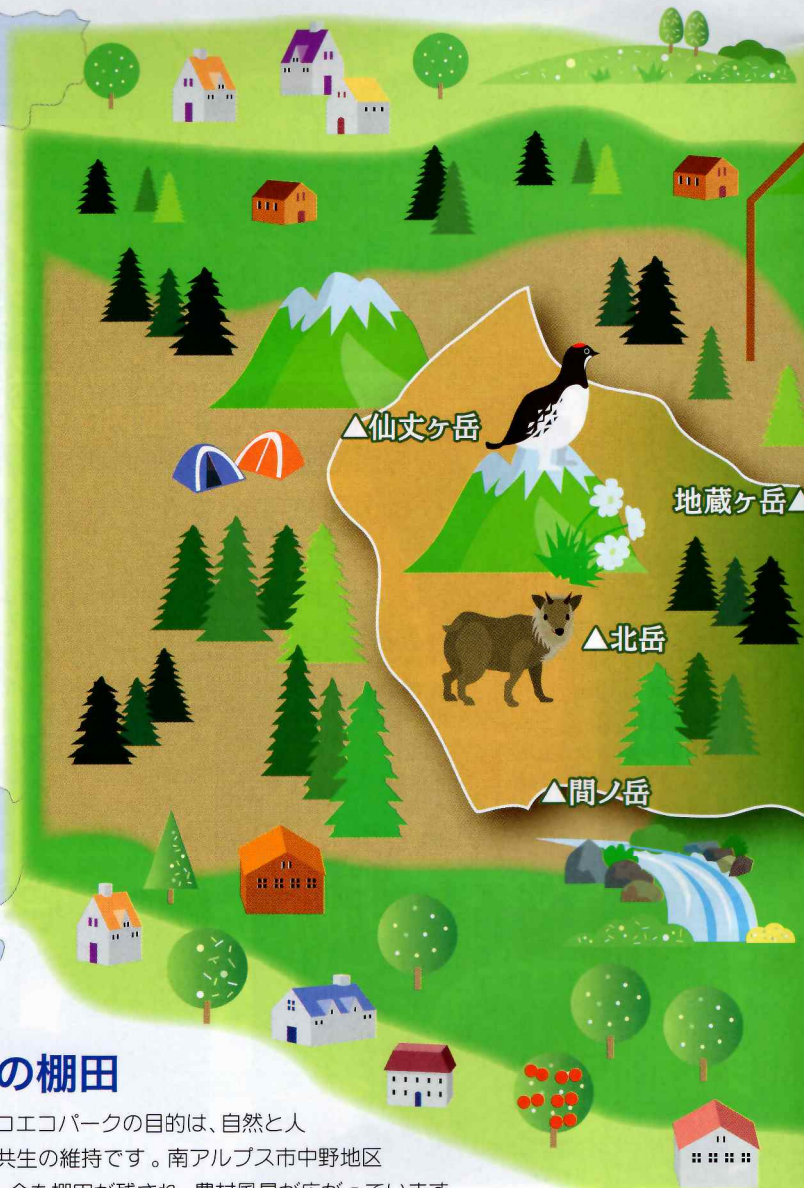 ▲仙丈ヶ岳
地蔵ヶ岳▲
▲北岳
▲間ノ岳
の棚田
コエコパークの目的は、自然と人
共生の維持です。南アルプス市中野地区